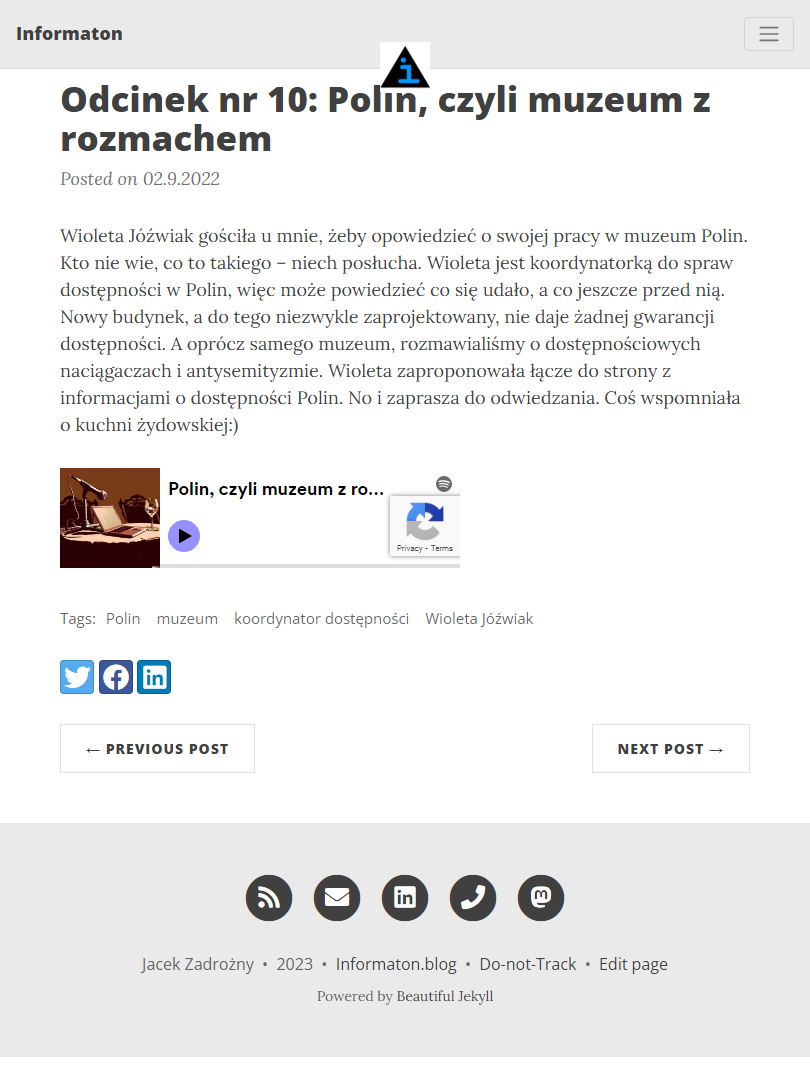 Informaton
Odcinek nr 10: Polin, czyli muzeum z
rozmachem
Posted on 02.9.2022
Wioleta Jóźwiak gościła u mnie, żeby opowiedzieć o swojej pracy w muzeum Polin.
Kto nie wie, co to takiego – niech posłucha. Wioleta jest koordynatorką do spraw
dostępności w Polin, więc może powiedzieć co się udało, a co jeszcze przed nią.
Nowy budynek, a do tego niezwykle zaprojektowany, nie daje żadnej gwarancji
dostępności. A oprócz samego muzeum, rozmawialiśmy o dostępnościowych
naciągaczach i antysemityzmie. Wioleta zaproponowała łącze do strony z
informacjami o dostępności Polin. No i zaprasza do odwiedzania. Coś wspomniała
o kuchni żydowskiej:)
Polin, czyli muzeum z ro...
Privacy - Terms
Tags: Polin muzeum koordynator dostępności Wioleta Jóźwiak
← PREVIOUS POST
NEXT POST →
Jacek Zadrożny • 2023 • Informaton.blog • Do-not-Track • Edit page
Powered by Beautiful Jekyll